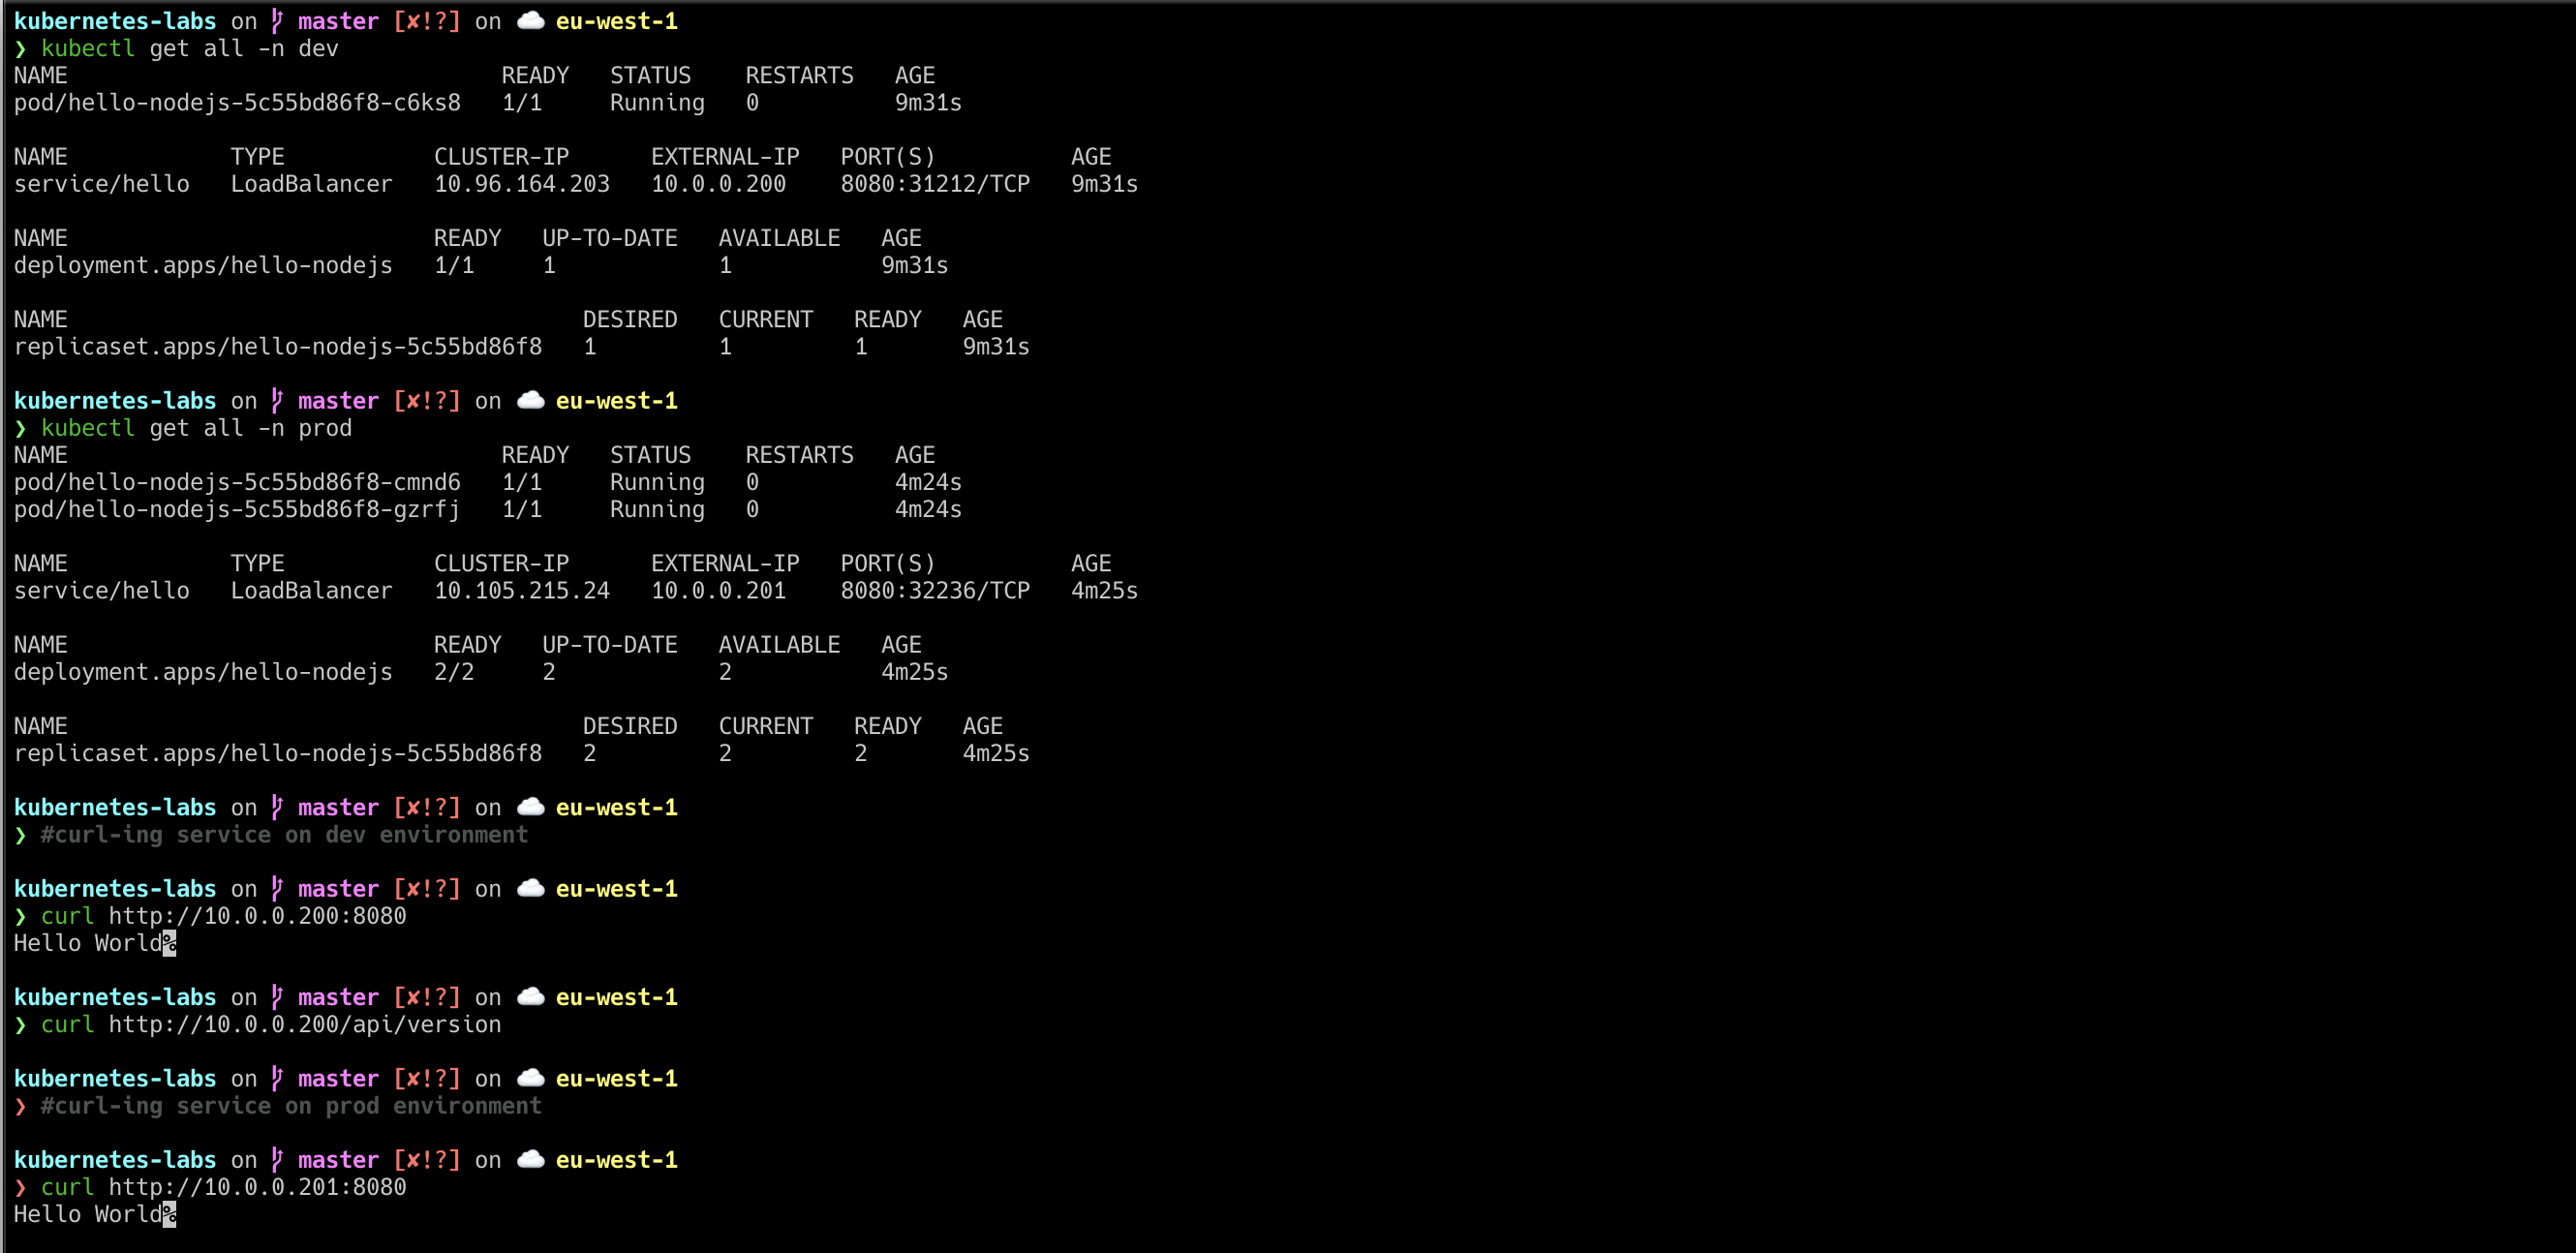 kubernetes-labs on master [✘!?] on ☁️ eu-west-1
❯ kubectl get all -n dev
NAME                                READY   STATUS    RESTARTS   AGE
pod/hello-nodejs-5c55bd86f8-c6ks8   1/1     Running   0          9m31s
NAME            TYPE           CLUSTER-IP      EXTERNAL-IP   PORT(S)          AGE
service/hello   LoadBalancer   10.96.164.203   10.0.0.200    8080:31212/TCP   9m31s
NAME                           READY   UP-TO-DATE   AVAILABLE   AGE
deployment.apps/hello-nodejs   1/1     1            1           9m31s
NAME                                      DESIRED   CURRENT   READY   AGE
replicaset.apps/hello-nodejs-5c55bd86f8   1         1         1       9m31s
kubernetes-labs on master [✘!?] on ☁️ eu-west-1
❯ kubectl get all -n prod
NAME                                READY   STATUS    RESTARTS   AGE
pod/hello-nodejs-5c55bd86f8-cmnd6   1/1     Running   0          4m24s
pod/hello-nodejs-5c55bd86f8-gzrfj   1/1     Running   0          4m24s
NAME            TYPE           CLUSTER-IP      EXTERNAL-IP   PORT(S)          AGE
service/hello   LoadBalancer   10.105.215.24   10.0.0.201    8080:32236/TCP   4m25s
NAME                           READY   UP-TO-DATE   AVAILABLE   AGE
deployment.apps/hello-nodejs   2/2     2            2           4m25s
NAME                                      DESIRED   CURRENT   READY   AGE
replicaset.apps/hello-nodejs-5c55bd86f8   2         2         2       4m25s
kubernetes-labs on master [✘!?] on ☁️ eu-west-1
❯ #curl-ing service on dev environment
kubernetes-labs on master [✘!?] on ☁️ eu-west-1
❯ curl http://10.0.0.200:8080
Hello World%
kubernetes-labs on master [✘!?] on ☁️ eu-west-1
❯ curl http://10.0.0.200/api/version
kubernetes-labs on master [✘!?] on ☁️ eu-west-1
❯ #curl-ing service on prod environment
kubernetes-labs on master [✘!?] on ☁️ eu-west-1
❯ curl http://10.0.0.201:8080
Hello World%